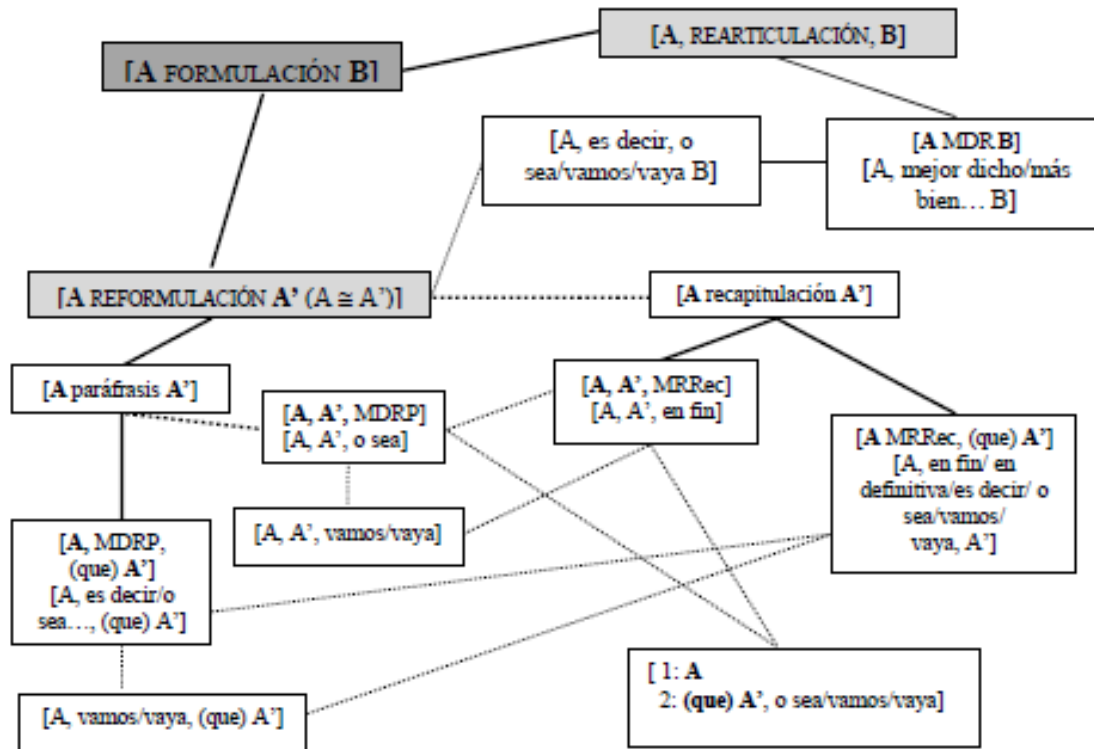 [A, REARTICULACIÓN, B]
[A FORMULACIÓN B]
[A, es decir, o
sea/vamos/vaya B]
[A MDR B]
[A, mejor dicho/más
bien… B]
[A REFORMULACIÓN A’ (A ≅ A’)]
[A recapitulación A’]
[A paráfrasis A’]
[A, A’, MDRP]
[A, A’, o sea]
[A, A’, MRRec]
[A, A’, en fin]
[A MRRec, (que) A’]
[A, en fin/ en
definitiva/es decir/ o
sea/vamos/
vaya, A’]
[A, A’, vamos/vaya]
[A, MDRP,
(que) A’]
[A, es decir/o
sea…, (que) A’]
[A, vamos/vaya, (que) A’]
[ 1: A
2: (que) A’, o sea/vamos/vaya]